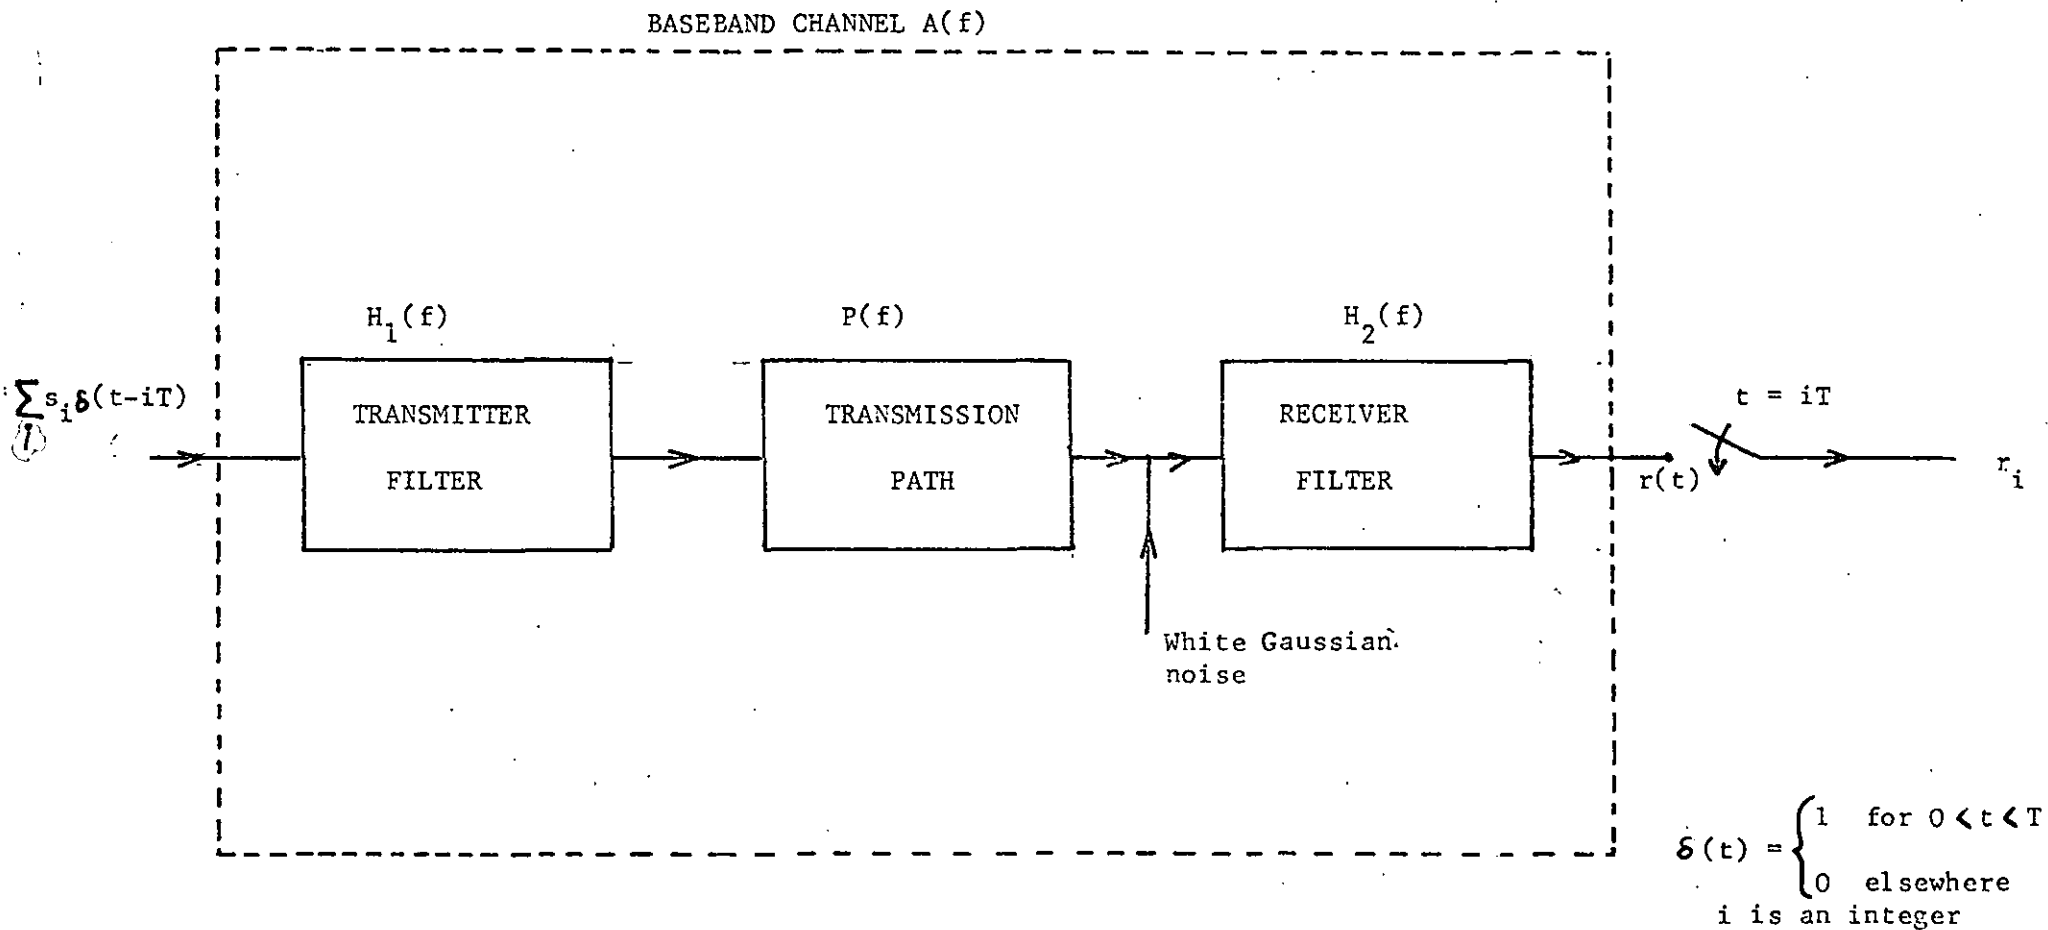 BASEBAND CHANNEL A(f)
H₁(f)
P(f)
H₂(f)
∑ sᵢδ(t-iT)
i
TRANSMITTER
FILTER
TRANSMISSION
PATH
RECEIVER
FILTER
t = iT
r(t)
rᵢ
White Gaussian
noise
δ(t) = { 1 for 0 < t < T
0 elsewhere
i is an integer